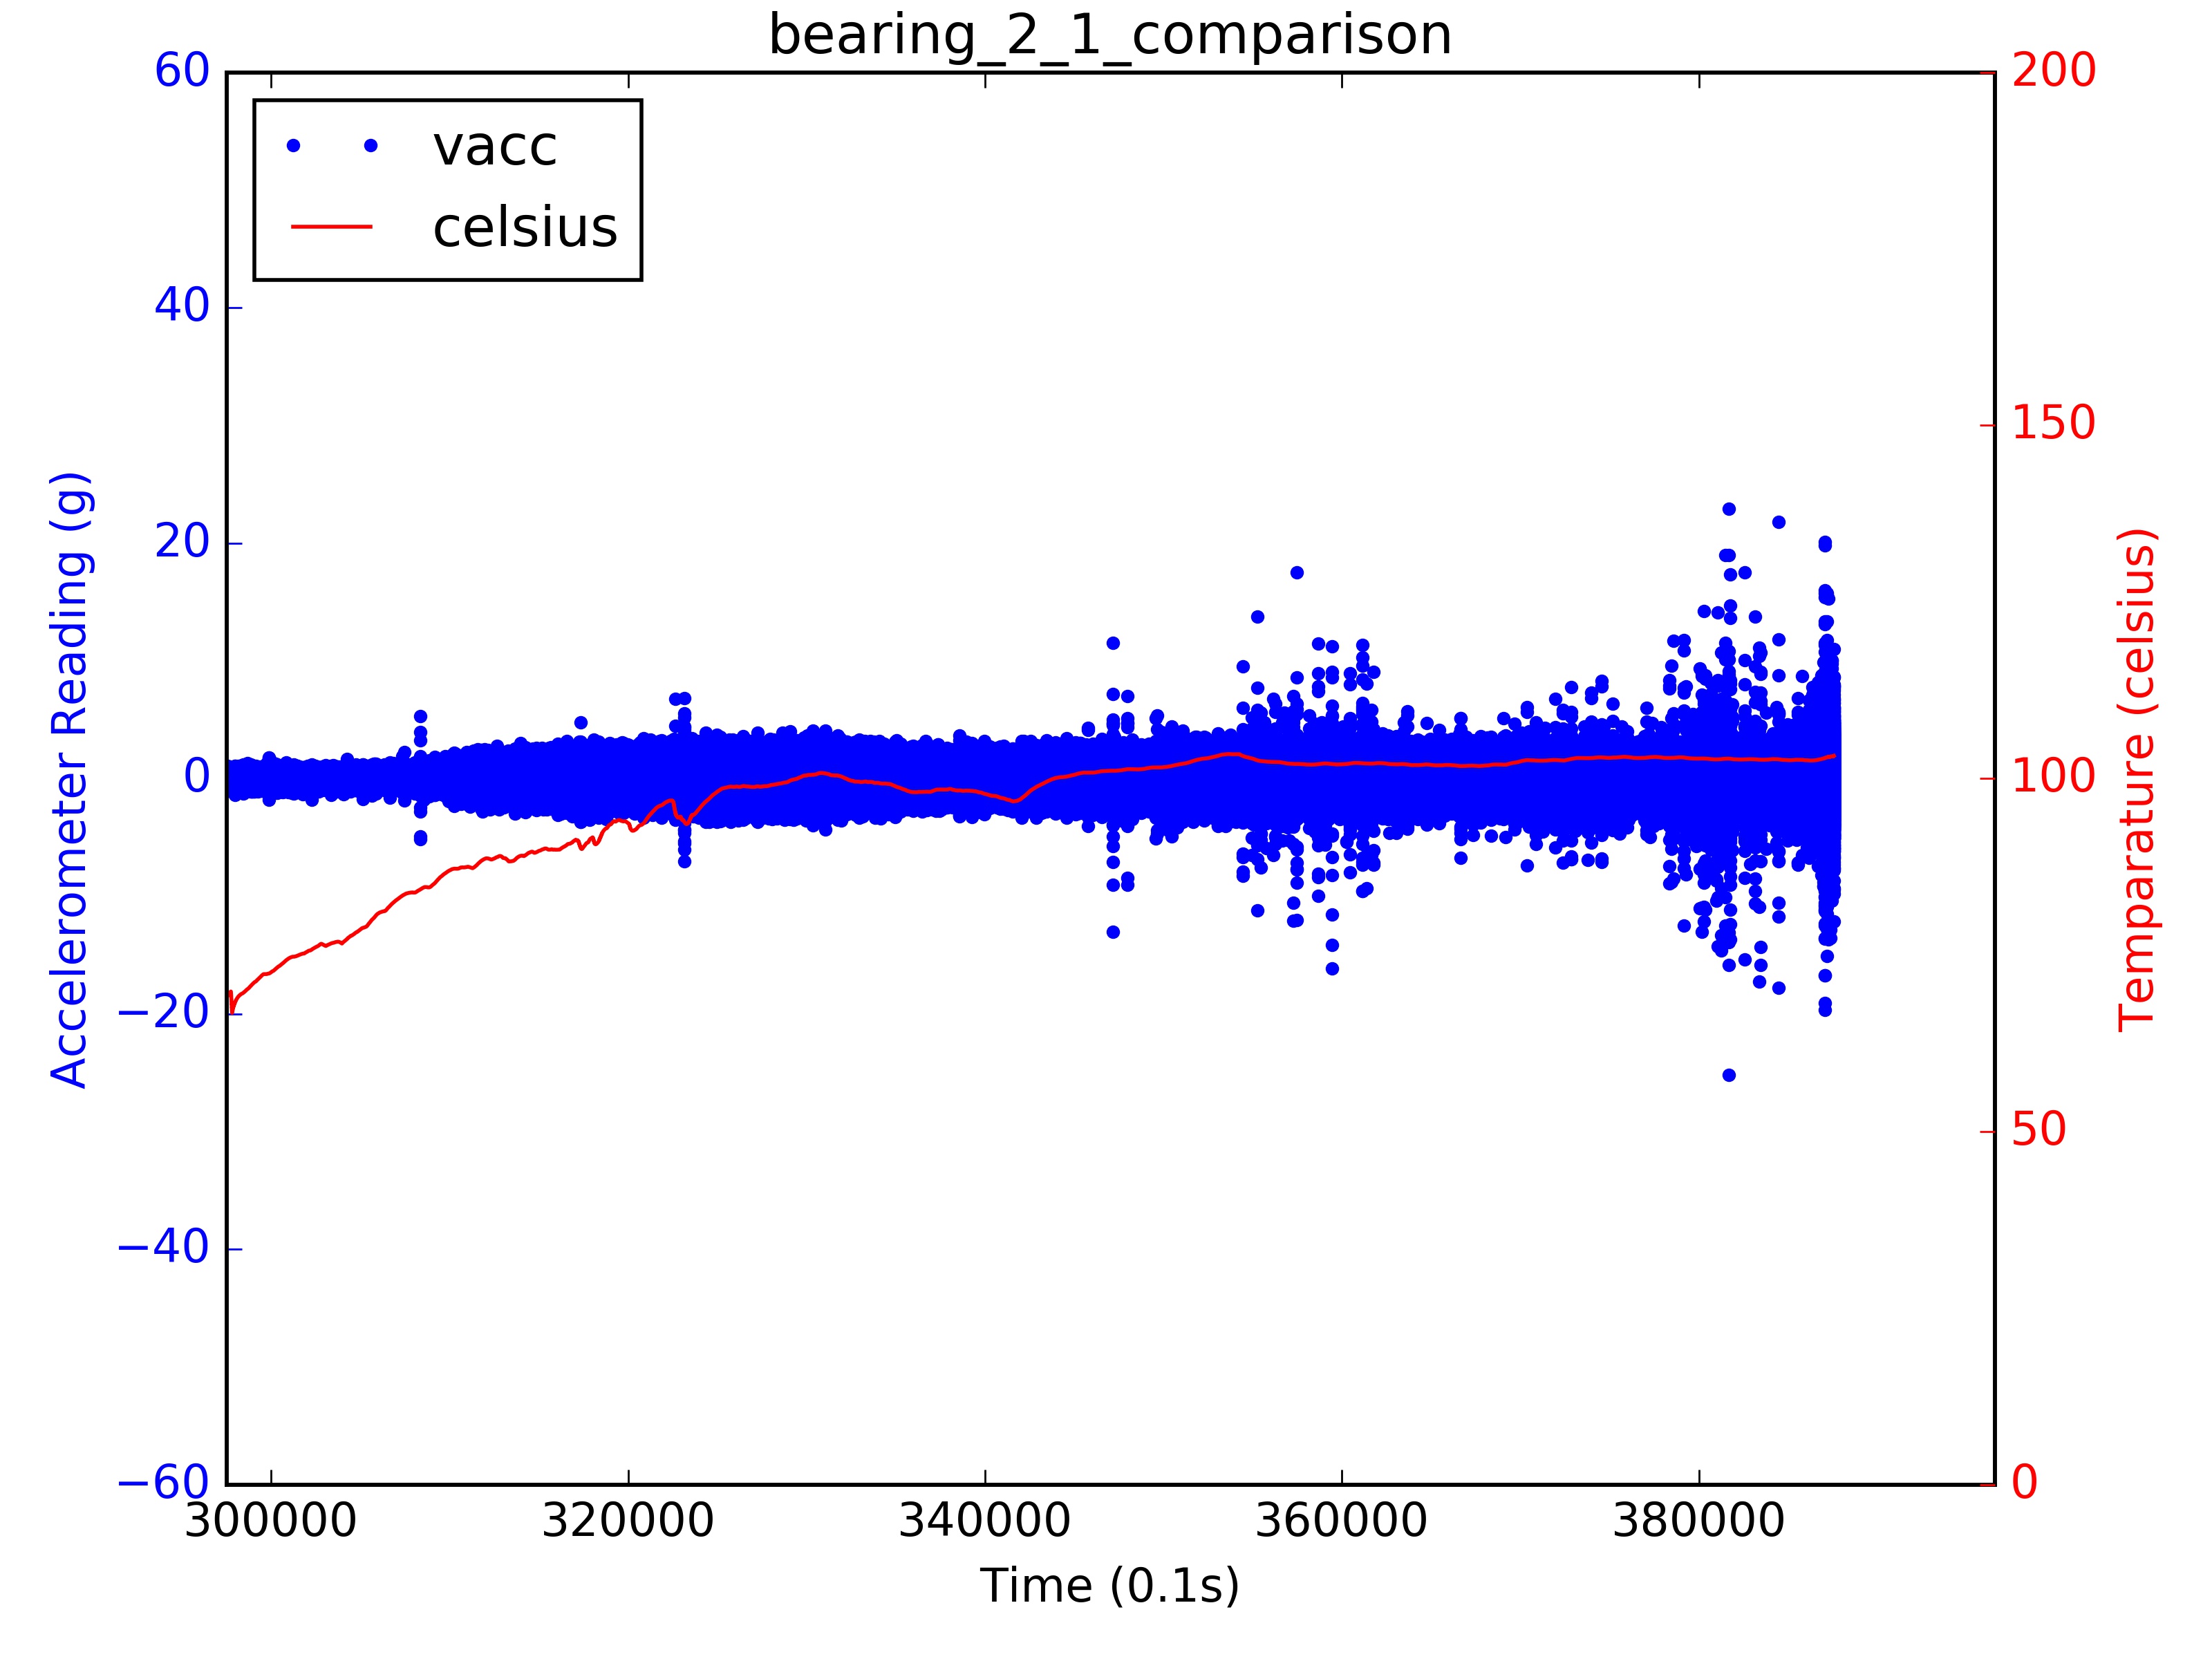 bearing_2_1_comparison
60
40
20
0
−20
−40
−60
Accelerometer Reading (g)
vacc
celsius
200
150
100
50
0
Temparature (celsius)
300000 320000 340000 360000 380000
Time (0.1s)